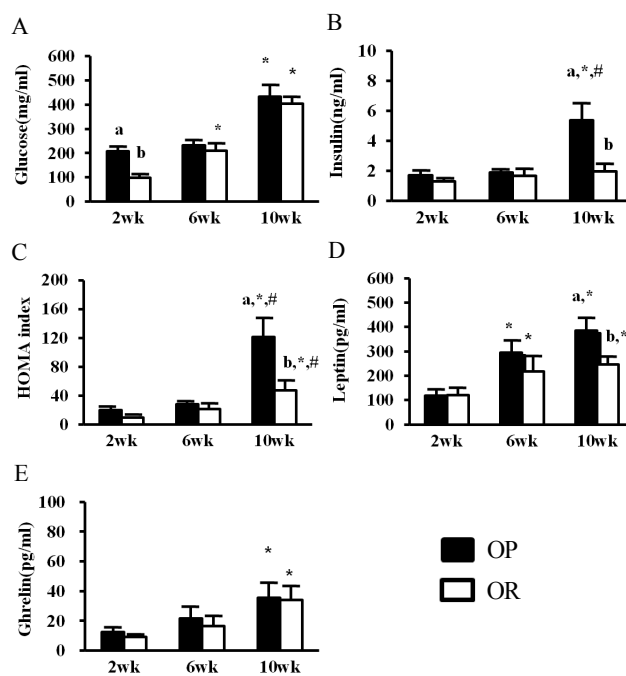 A
Glucose(mg/ml)
600
500
400
300
200
100
0
a
b
*
*
*
2wk 6wk 10wk
B
Insulin(ng/ml)
10
8
6
4
2
0
a,*,#
b
2wk 6wk 10wk
C
HOMA index
200
160
120
80
40
0
a,*,#
b,*,#
2wk 6wk 10wk
D
Leptin(pg/ml)
600
500
400
300
200
100
0
*
*
a,*
b,*
2wk 6wk 10wk
E
Ghrelin(pg/ml)
100
80
60
40
20
0
*
*
2wk 6wk 10wk
OP
OR